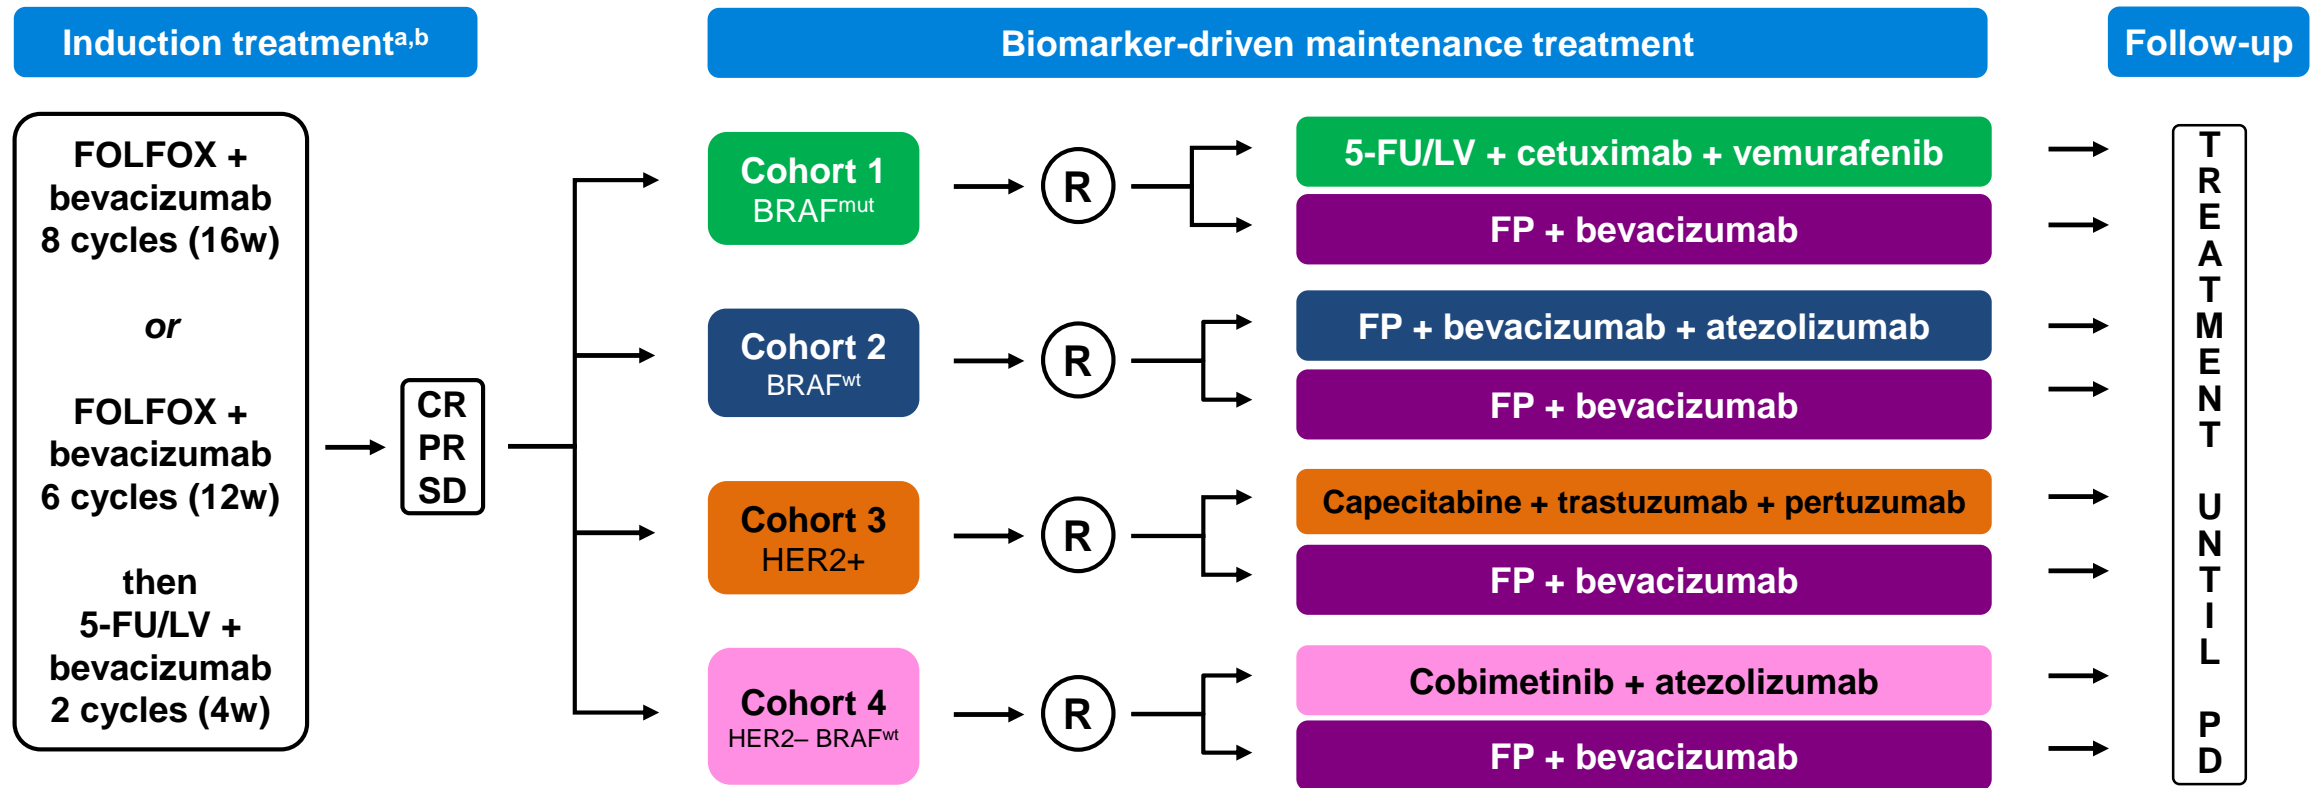 Induction treatmenta,b
Biomarker-driven maintenance treatment
Follow-up
FOLFOX +
bevacizumab
8 cycles (16w)
or
FOLFOX +
bevacizumab
6 cycles (12w)
then
5-FU/LV +
bevacizumab
2 cycles (4w)
CR
PR
SD
Cohort 1
BRAFmut
R
5-FU/LV + cetuximab + vemurafenib
FP + bevacizumab
Cohort 2
BRAFwt
R
FP + bevacizumab + atezolizumab
FP + bevacizumab
Cohort 3
HER2+
R
Capecitabine + trastuzumab + pertuzumab
FP + bevacizumab
Cohort 4
HER2– BRAFwt
R
Cobimetinib + atezolizumab
FP + bevacizumab
TREATMENT UNTIL PD